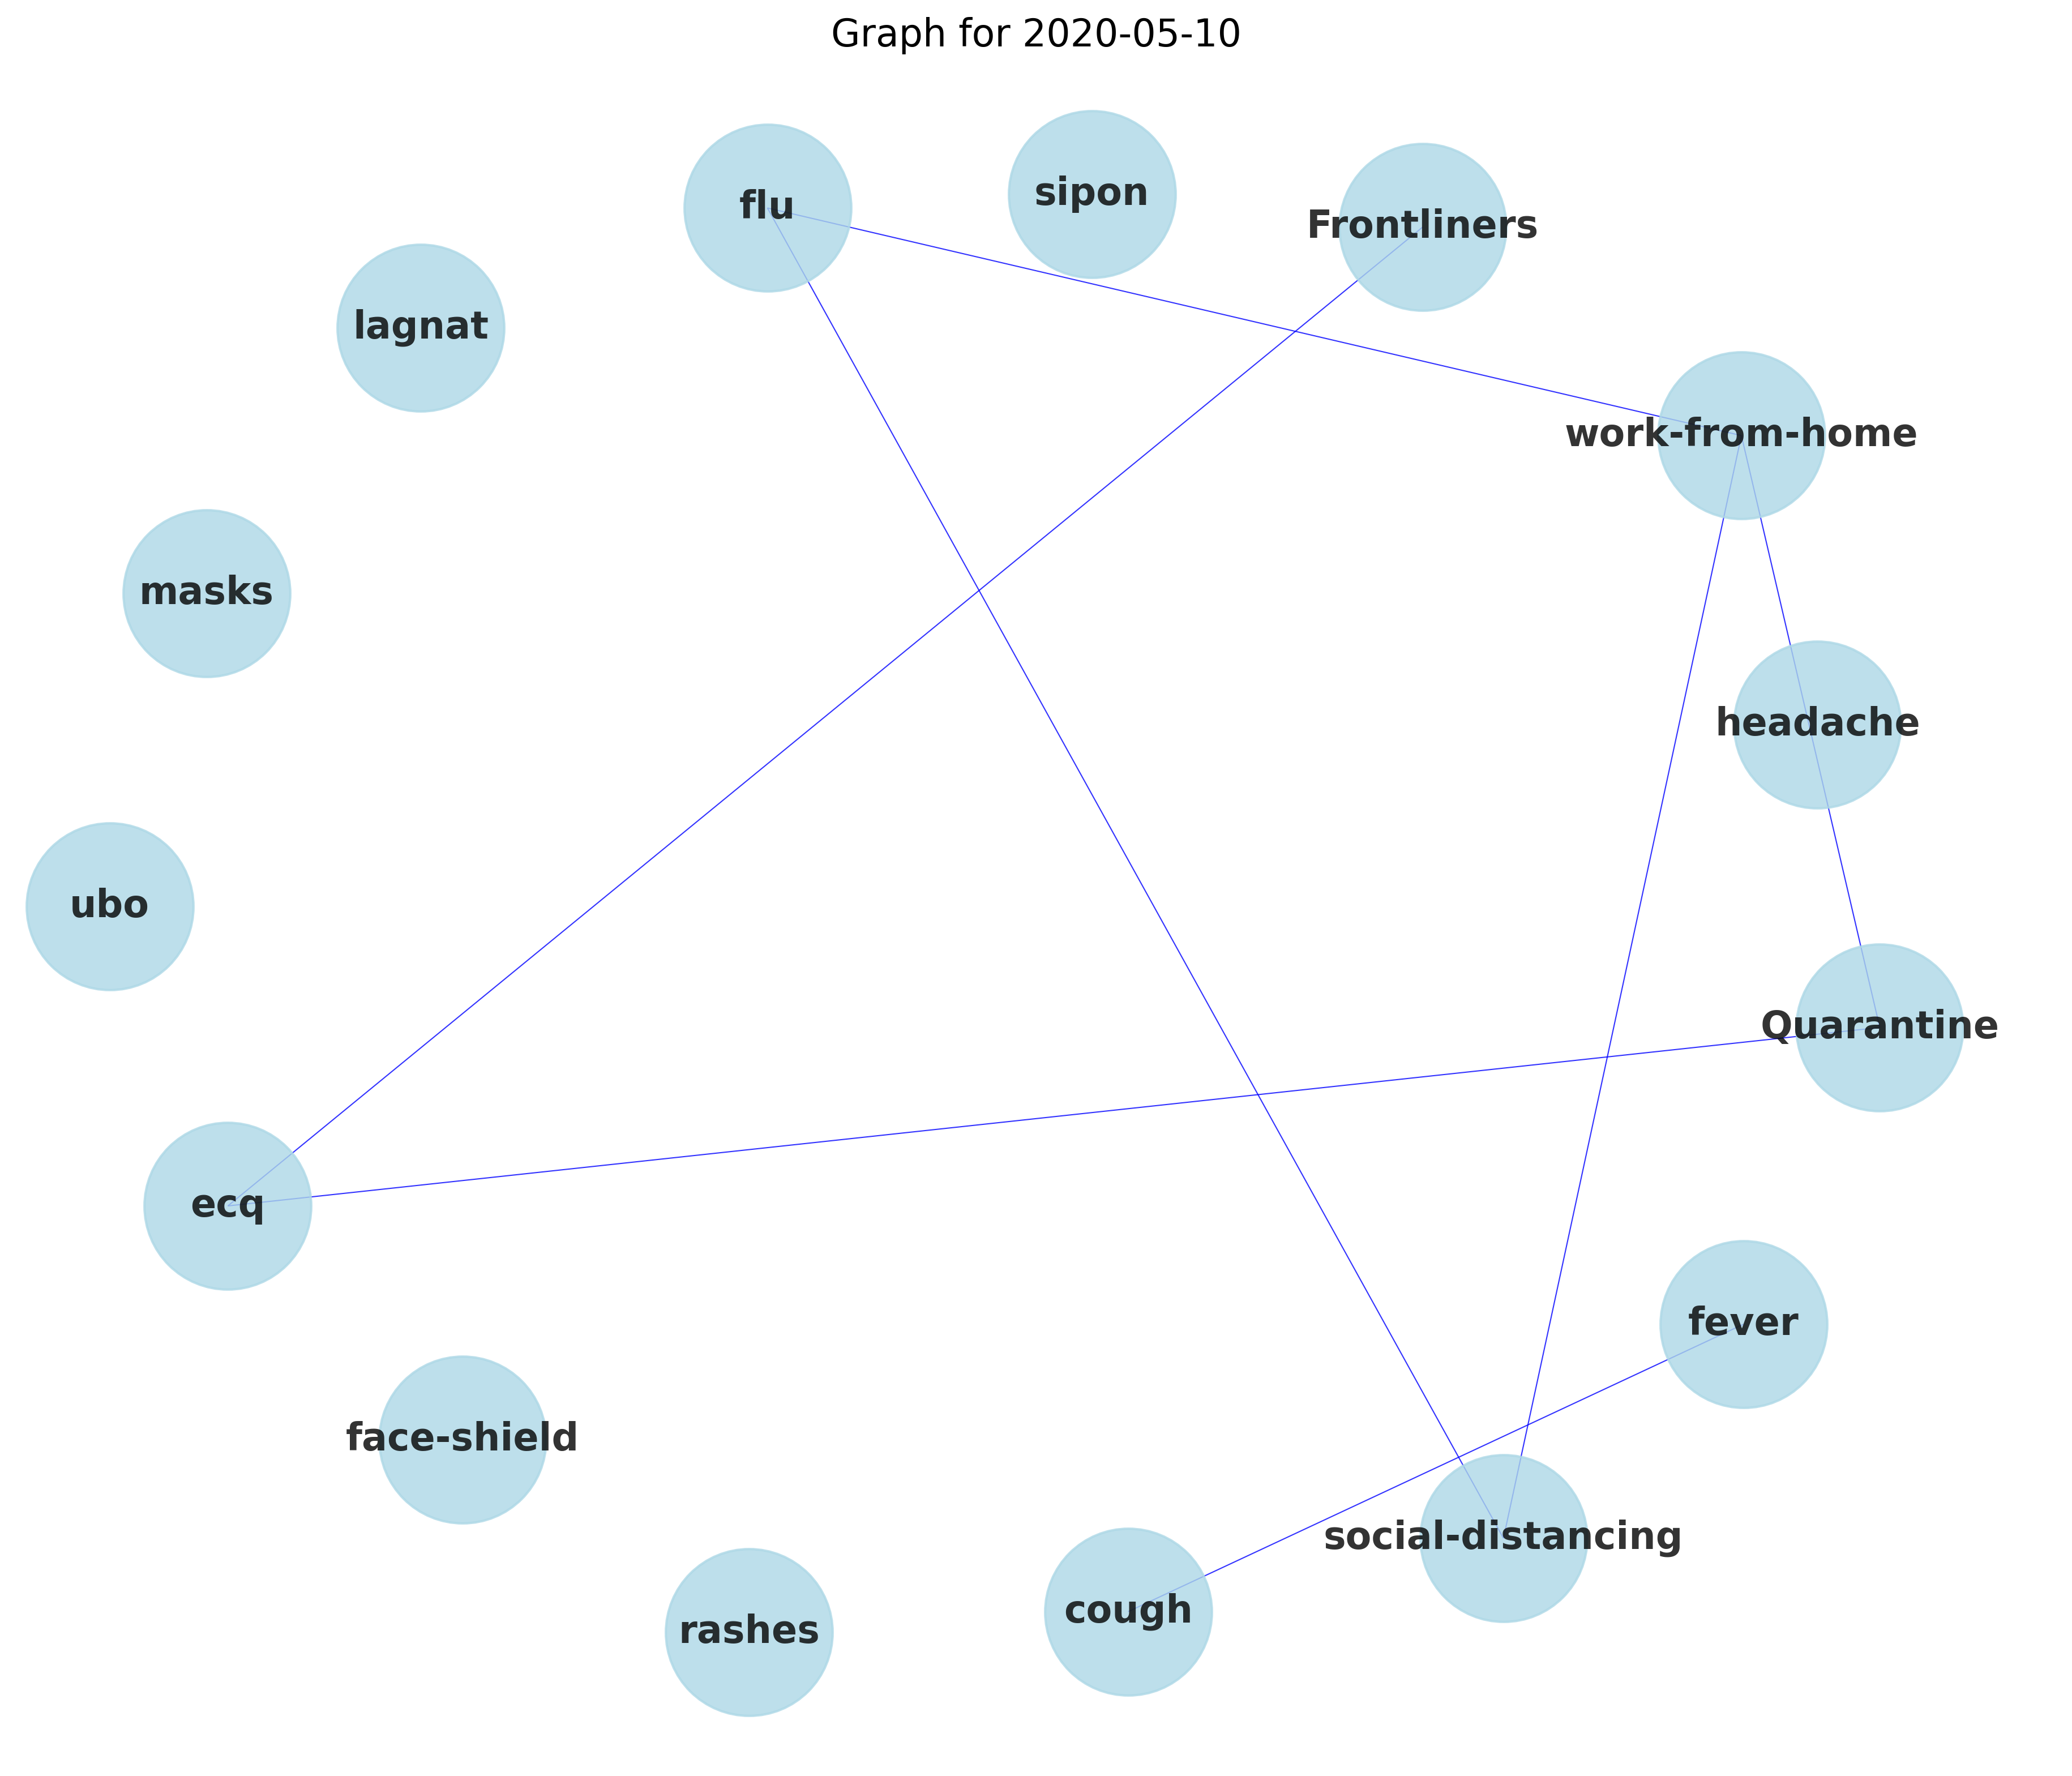 Graph for 2020-05-10
flu
sipon
Frontliners
lagnat
work-from-home
masks
headache
ubo
Quarantine
ecq
fever
face-shield
social-distancing
cough
rashes